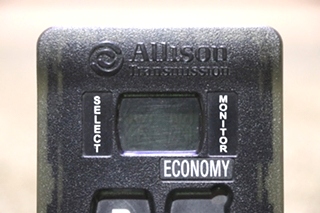 Allison
Transmission
SELECT
MONITOR
ECONOMY